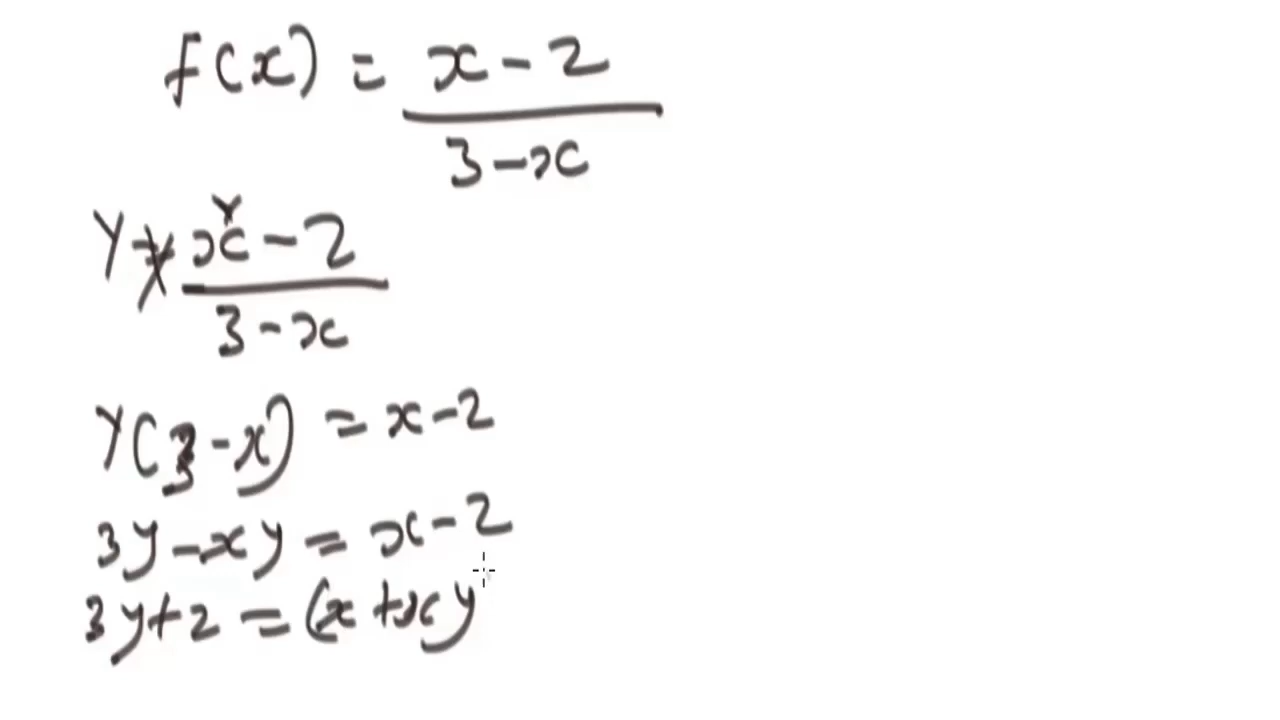 f(x) = x - 2
3 - x
y = x - 2
3 - x
y(3 - x) = x - 2
3y - xy = x - 2
3y + 2 = (x + xy